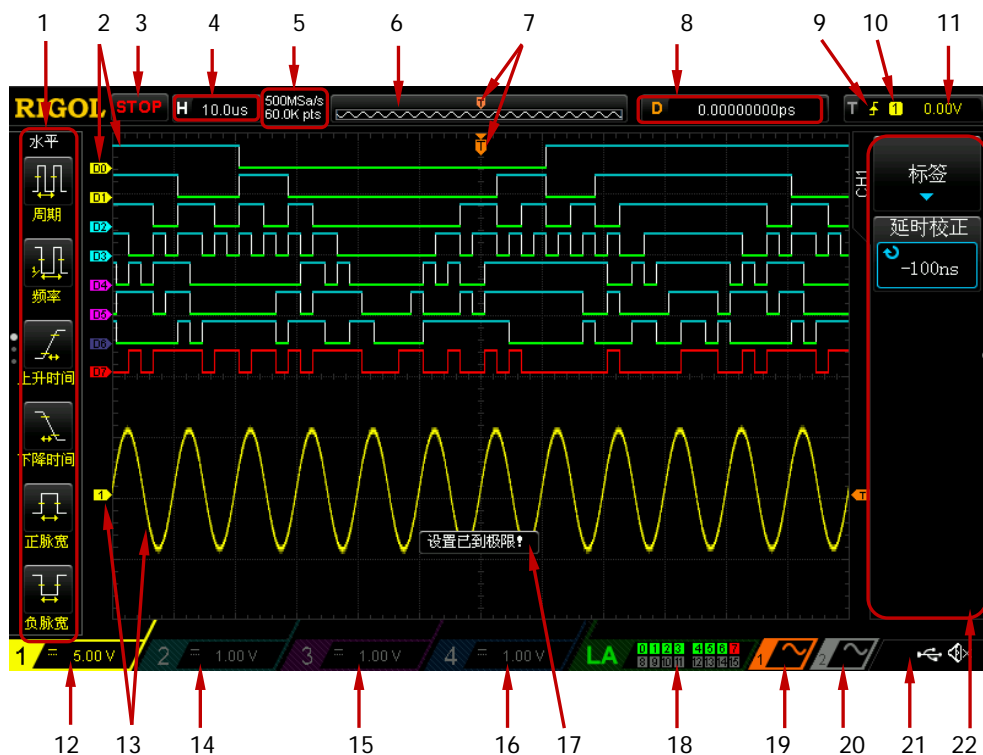 1 2 3 4 5 6 7 8 9 10 11
RIGOL STOP H 10.0us 500MSa/s 60.0K pts T D 0.00000000ps T 1 0.00V
水平
周期
频率
上升时间
下降时间
正脉宽
负脉宽
T
D0
D1
D2
D3
D4
D5
D6
D7
1
T
设置已到极限!
CH1
标签
延时校正
-100ns
1 5.00 V 2 1.00 V 3 1.00 V 4 1.00 V LA 0 1 2 3 4 5 6 7 8 9 10 11 12 13 14 15 1 2
12 13 14 15 16 17 18 19 20 21 22